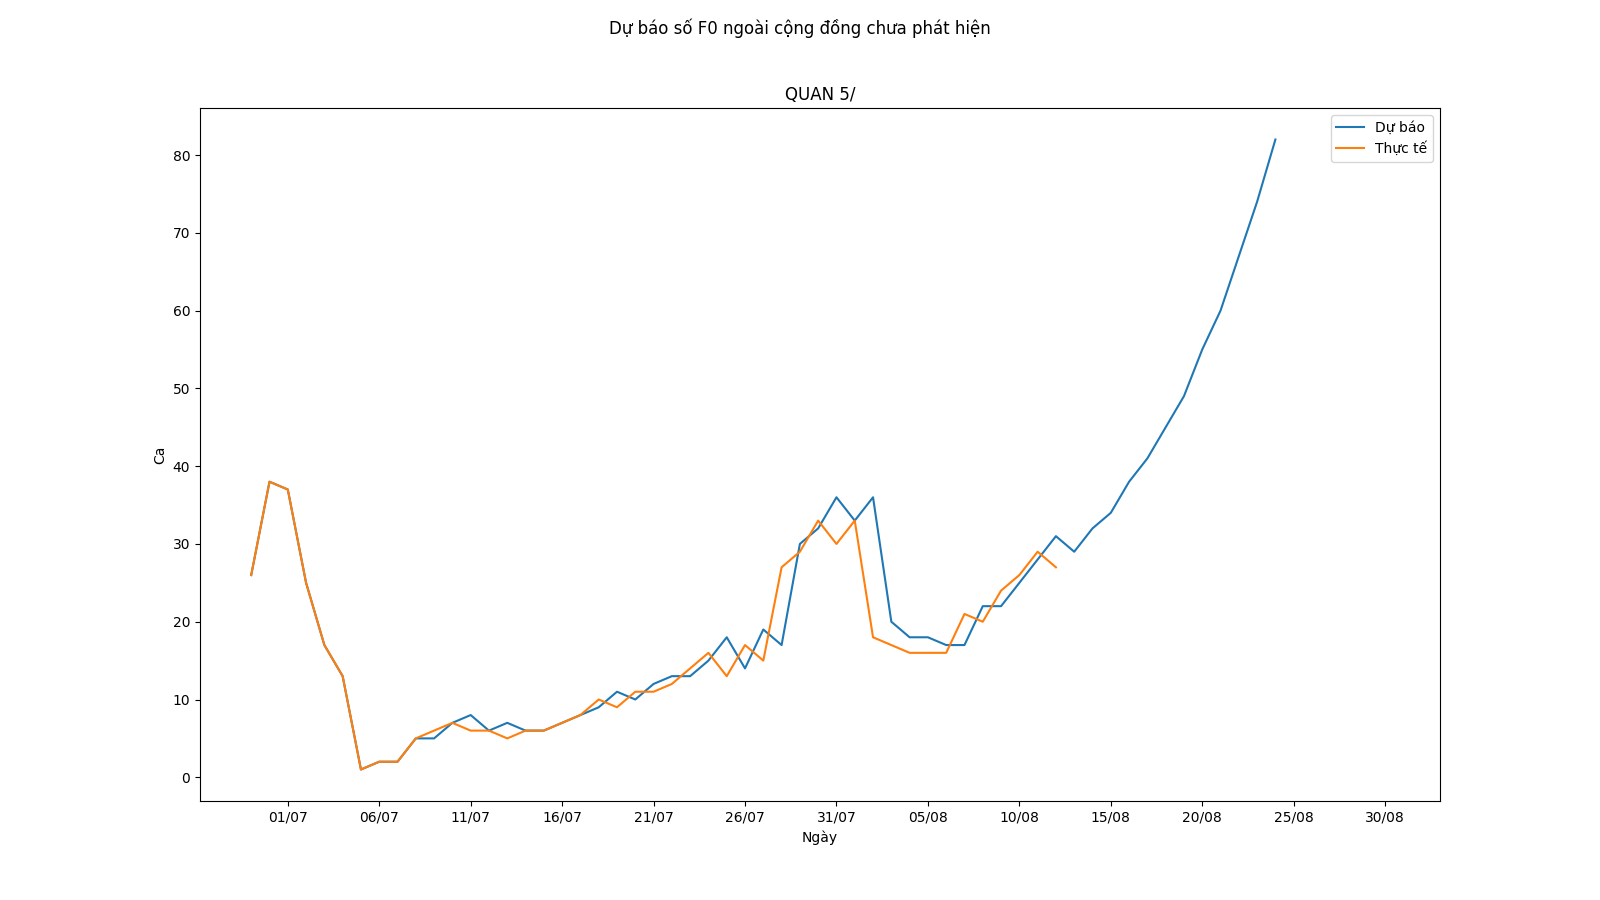 Dự báo số F0 ngoài cộng đồng chưa phát hiện
QUAN 5/
Dự báo
Thực tế
80
70
60
50
40
30
20
10
0
Ca
01/07 06/07 11/07 16/07 21/07 26/07 31/07 05/08 10/08 15/08 20/08 25/08 30/08
Ngày